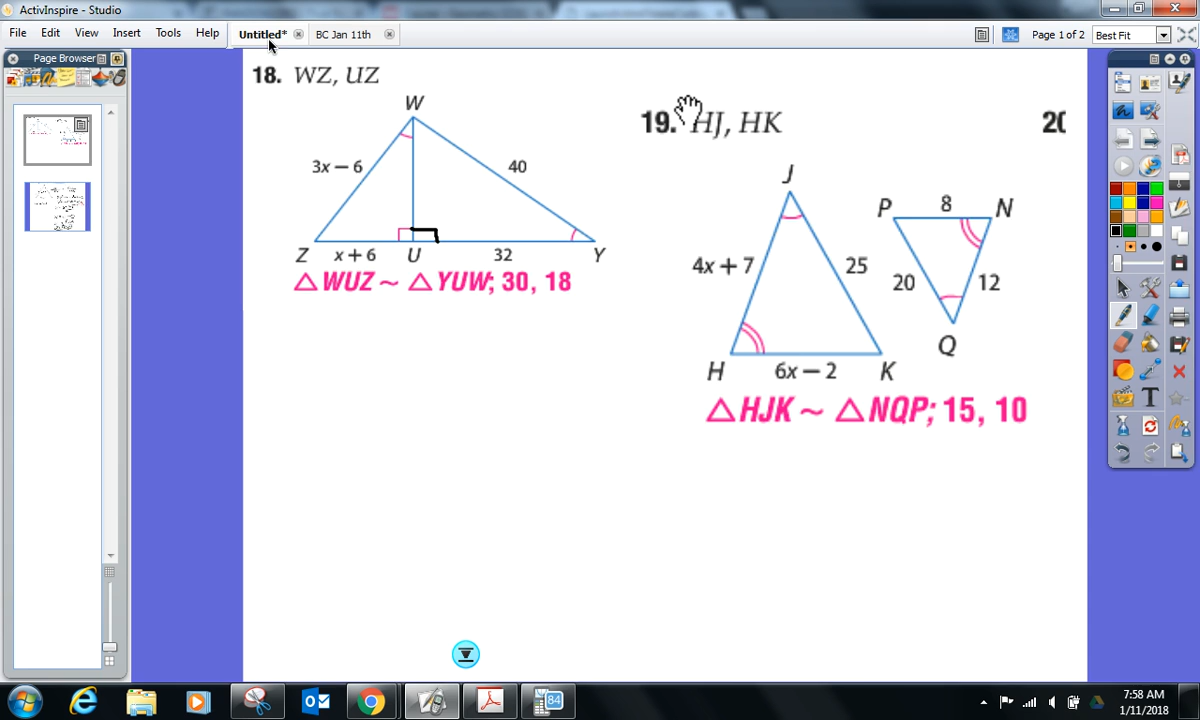 ActivInspire - Studio
File Edit View Insert Tools Help
Untitled* BC Jan 11th
Page 1 of 2 Best Fit
Page Browser
18. WZ, UZ
W
3x – 6 40
Z x + 6 U 32 Y
△WUZ ~ △YUW; 30, 18
19. HJ, HK
J
P 8 N
4x + 7 25 20 12
Q
H 6x – 2 K
△HJK ~ △NQP; 15, 10
T
84
7:58 AM
1/11/2018